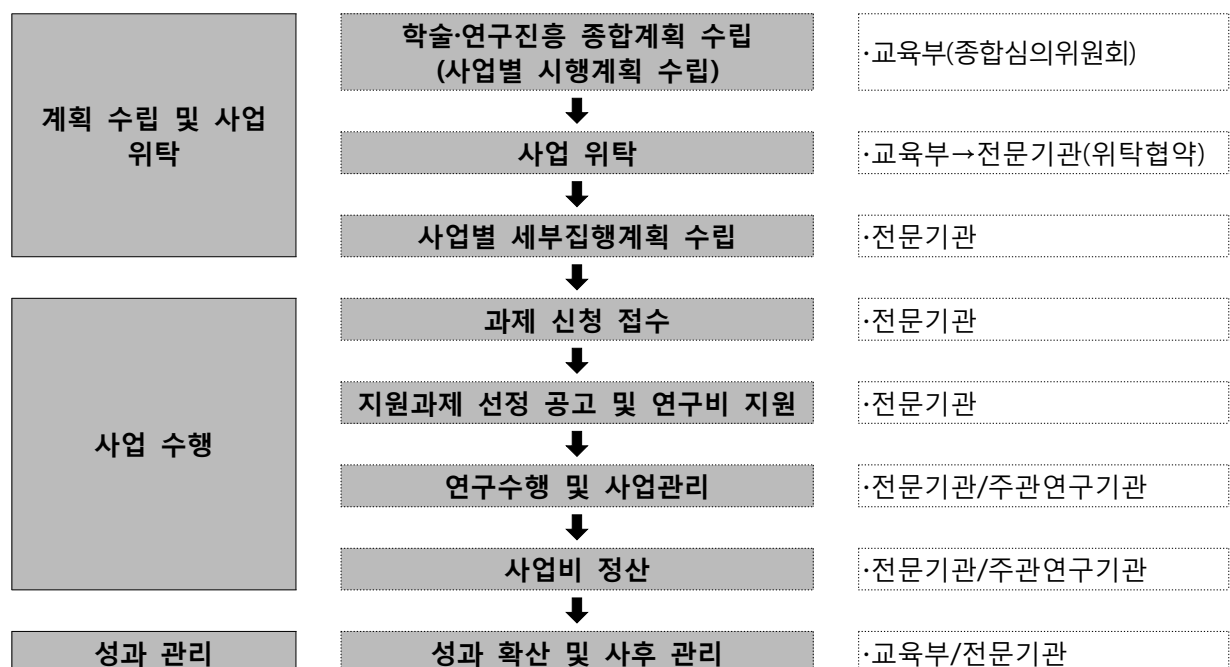 계획 수립 및 사업
위탁
학술·연구진흥 종합계획 수립
(사업별 시행계획 수립)
·교육부(종합심의위원회)
사업 위탁
·교육부→전문기관(위탁협약)
사업별 세부집행계획 수립
·전문기관
사업 수행
과제 신청 접수
·전문기관
지원과제 선정 공고 및 연구비 지원
·전문기관
연구수행 및 사업관리
·전문기관/주관연구기관
사업비 정산
·전문기관/주관연구기관
성과 관리
성과 확산 및 사후 관리
·교육부/전문기관